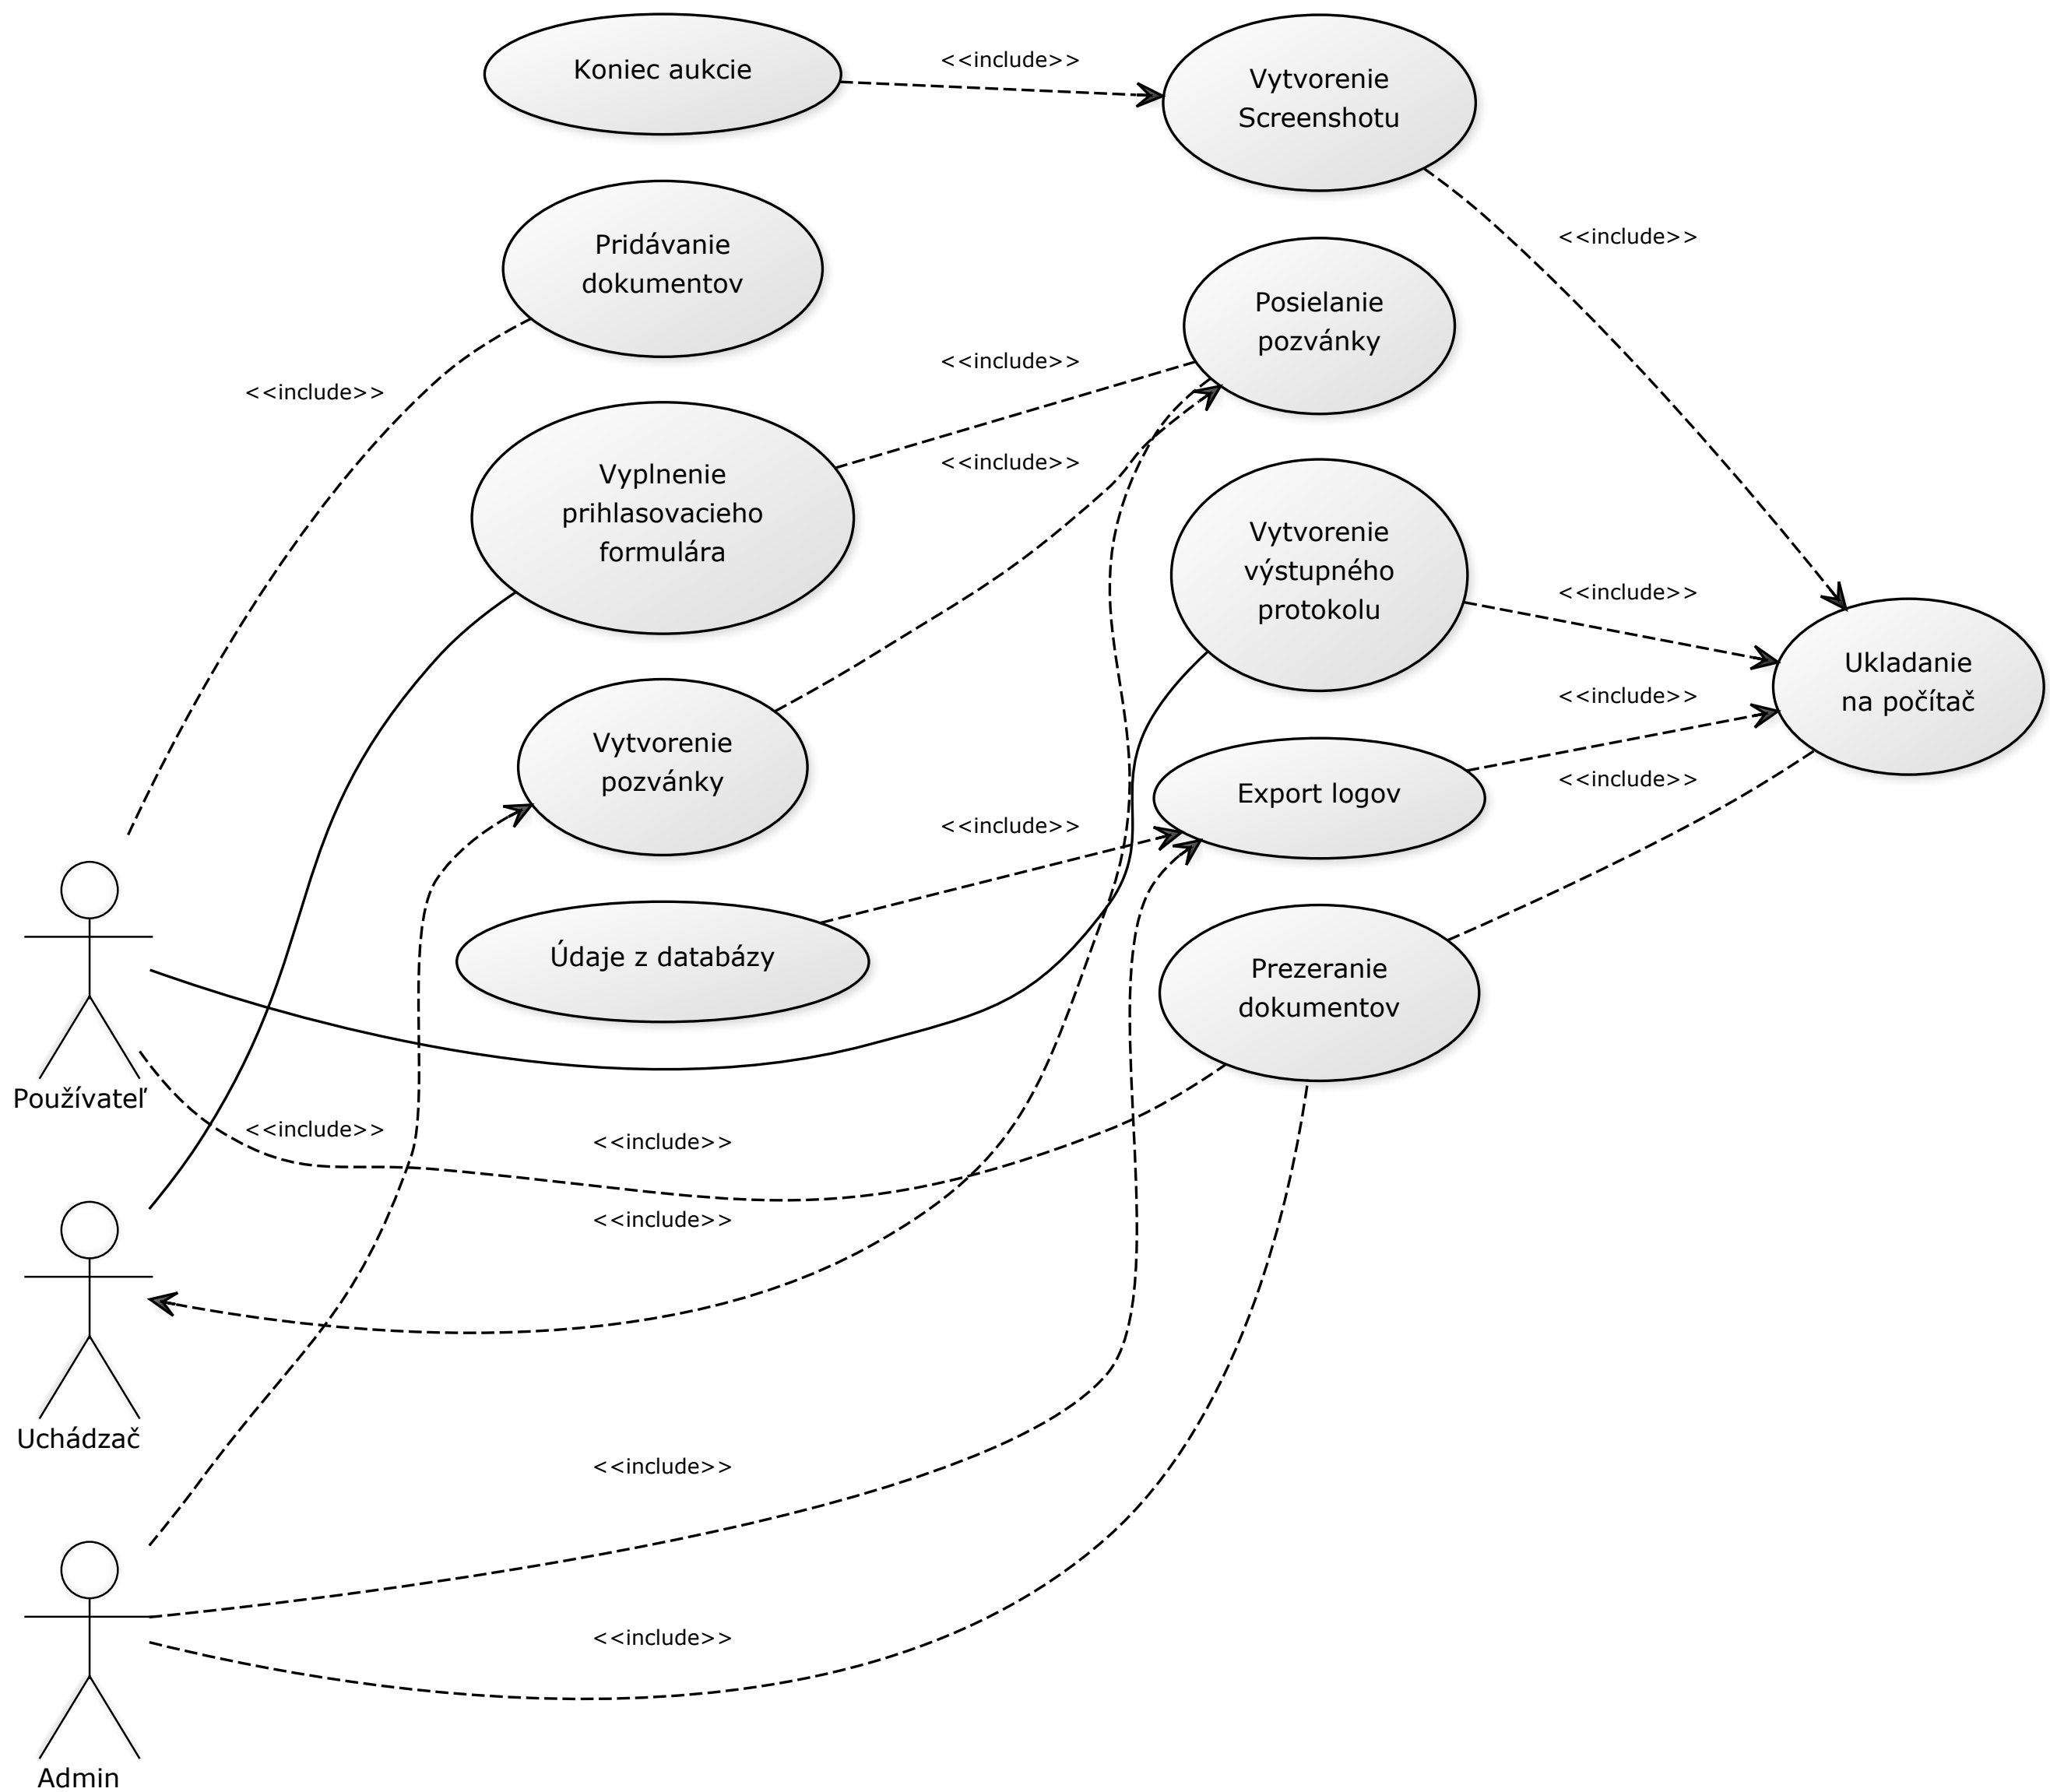 Koniec aukcie
<<include>>
Vytvorenie
Screenshotu
<<include>>
Pridávanie
dokumentov
<<include>>
Posielanie
pozvánky
<<include>>
<<include>>
Vyplnenie
prihlasovacieho
formulára
Vytvorenie
výstupného
protokolu
<<include>>
Ukladanie
na počítač
<<include>>
<<include>>
Vytvorenie
pozvánky
Export logov
<<include>>
Údaje z databázy
Prezeranie
dokumentov
Používateľ
<<include>>
<<include>>
<<include>>
Uchádzač
<<include>>
<<include>>
Admin